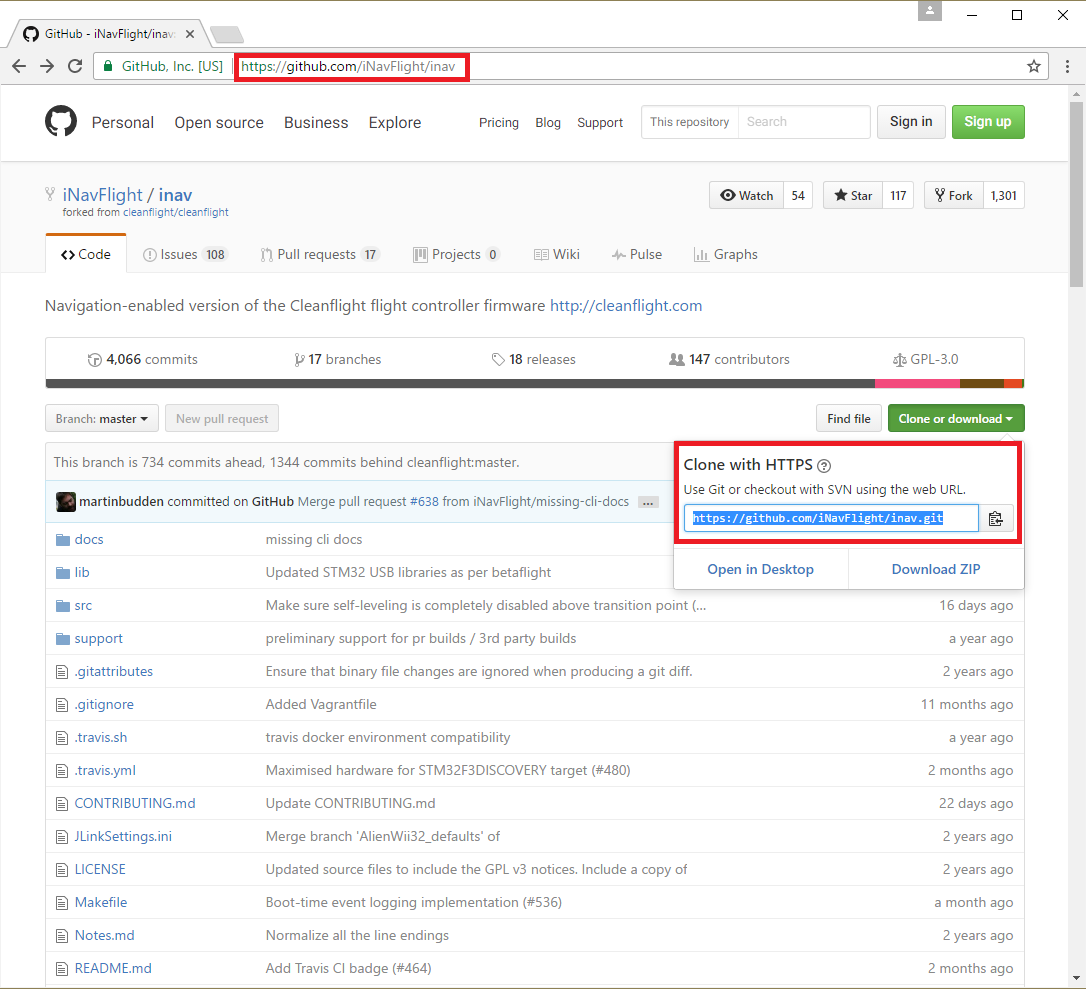 GitHub - iNavFlight/inav:
GitHub, Inc. [US] https://github.com/iNavFlight/inav
Personal Open source Business Explore Pricing Blog Support This repository Search Sign in Sign up
iNavFlight / inav
forked from cleanflight/cleanflight
Watch 54 Star 117 Fork 1,301
Code Issues 108 Pull requests 17 Projects 0 Wiki Pulse Graphs
Navigation-enabled version of the Cleanflight flight controller firmware http://cleanflight.com
4,066 commits 17 branches 18 releases 147 contributors GPL-3.0
Branch: master New pull request Find file Clone or download
This branch is 734 commits ahead, 1344 commits behind cleanflight:master.
martinbudden committed on GitHub Merge pull request #638 from iNavFlight/missing-cli-docs ...
Clone with HTTPS ?
Use Git or checkout with SVN using the web URL.
https://github.com/iNavFlight/inav.git
Open in Desktop Download ZIP
docs missing cli docs
lib Updated STM32 USB libraries as per betaflight
src Make sure self-leveling is completely disabled above transition point (... 16 days ago
support preliminary support for pr builds / 3rd party builds a year ago
.gitattributes Ensure that binary file changes are ignored when producing a git diff. 2 years ago
.gitignore Added Vagrantfile 11 months ago
.travis.sh travis docker environment compatibility a year ago
.travis.yml Maximised hardware for STM32F3DISCOVERY target (#480) 2 months ago
CONTRIBUTING.md Update CONTRIBUTING.md 22 days ago
JLinkSettings.ini Merge branch 'AlienWii32_defaults' of 2 years ago
LICENSE Updated source files to include the GPL v3 notices. Include a copy of 2 years ago
Makefile Boot-time event logging implementation (#536) a month ago
Notes.md Normalize all the line endings 2 years ago
README.md Add Travis CI badge (#464) 2 months ago